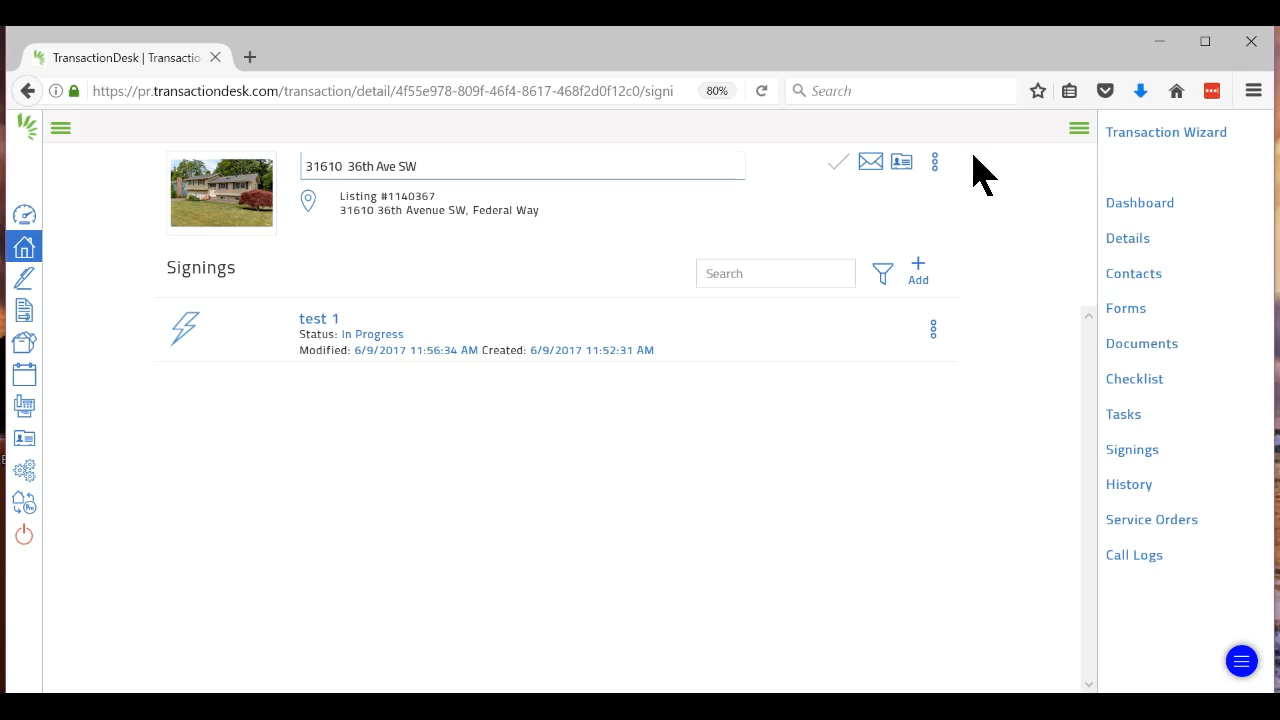 TransactionDesk | Transactio
https://pr.transactiondesk.com/transaction/detail/4f55e978-809f-46f4-8617-468f2d0f12c0/signi
80%
Search
Transaction Wizard
31610  36th Ave SW
Listing #1140367
31610 36th Avenue SW, Federal Way
Dashboard
Details
Signings
Search
Add
Contacts
Forms
test 1
Status: In Progress
Modified: 6/9/2017 11:56:34 AM Created: 6/9/2017 11:52:31 AM
Documents
Checklist
Tasks
Signings
History
Service Orders
Call Logs